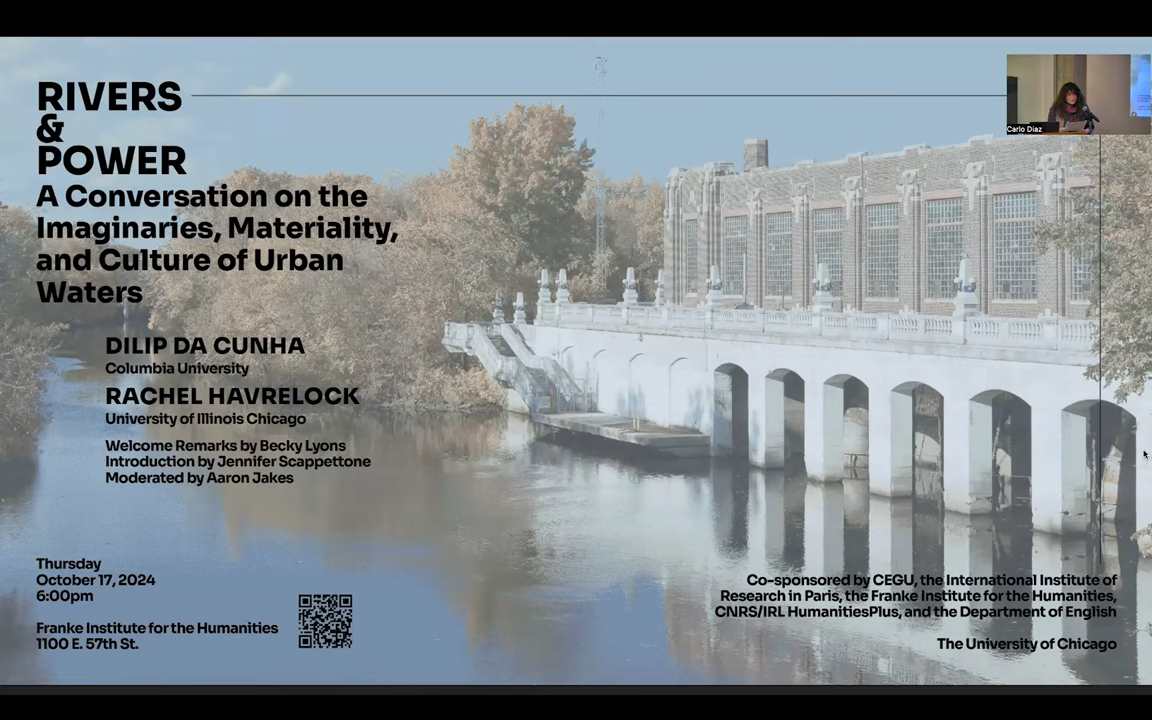 RIVERS
&
POWER
A Conversation on the
Imaginaries, Materiality,
and Culture of Urban
Waters
DILIP DA CUNHA
Columbia University
RACHEL HAVRELOCK
University of Illinois Chicago
Welcome Remarks by Becky Lyons
Introduction by Jennifer Scappettone
Moderated by Aaron Jakes
Thursday
October 17, 2024
6:00pm
Franke Institute for the Humanities
1100 E. 57th St.
Co-sponsored by CEGU, the International Institute of
Research in Paris, the Franke Institute for the Humanities,
CNRS/IRL HumanitiesPlus, and the Department of English
The University of Chicago
Carlo Diaz